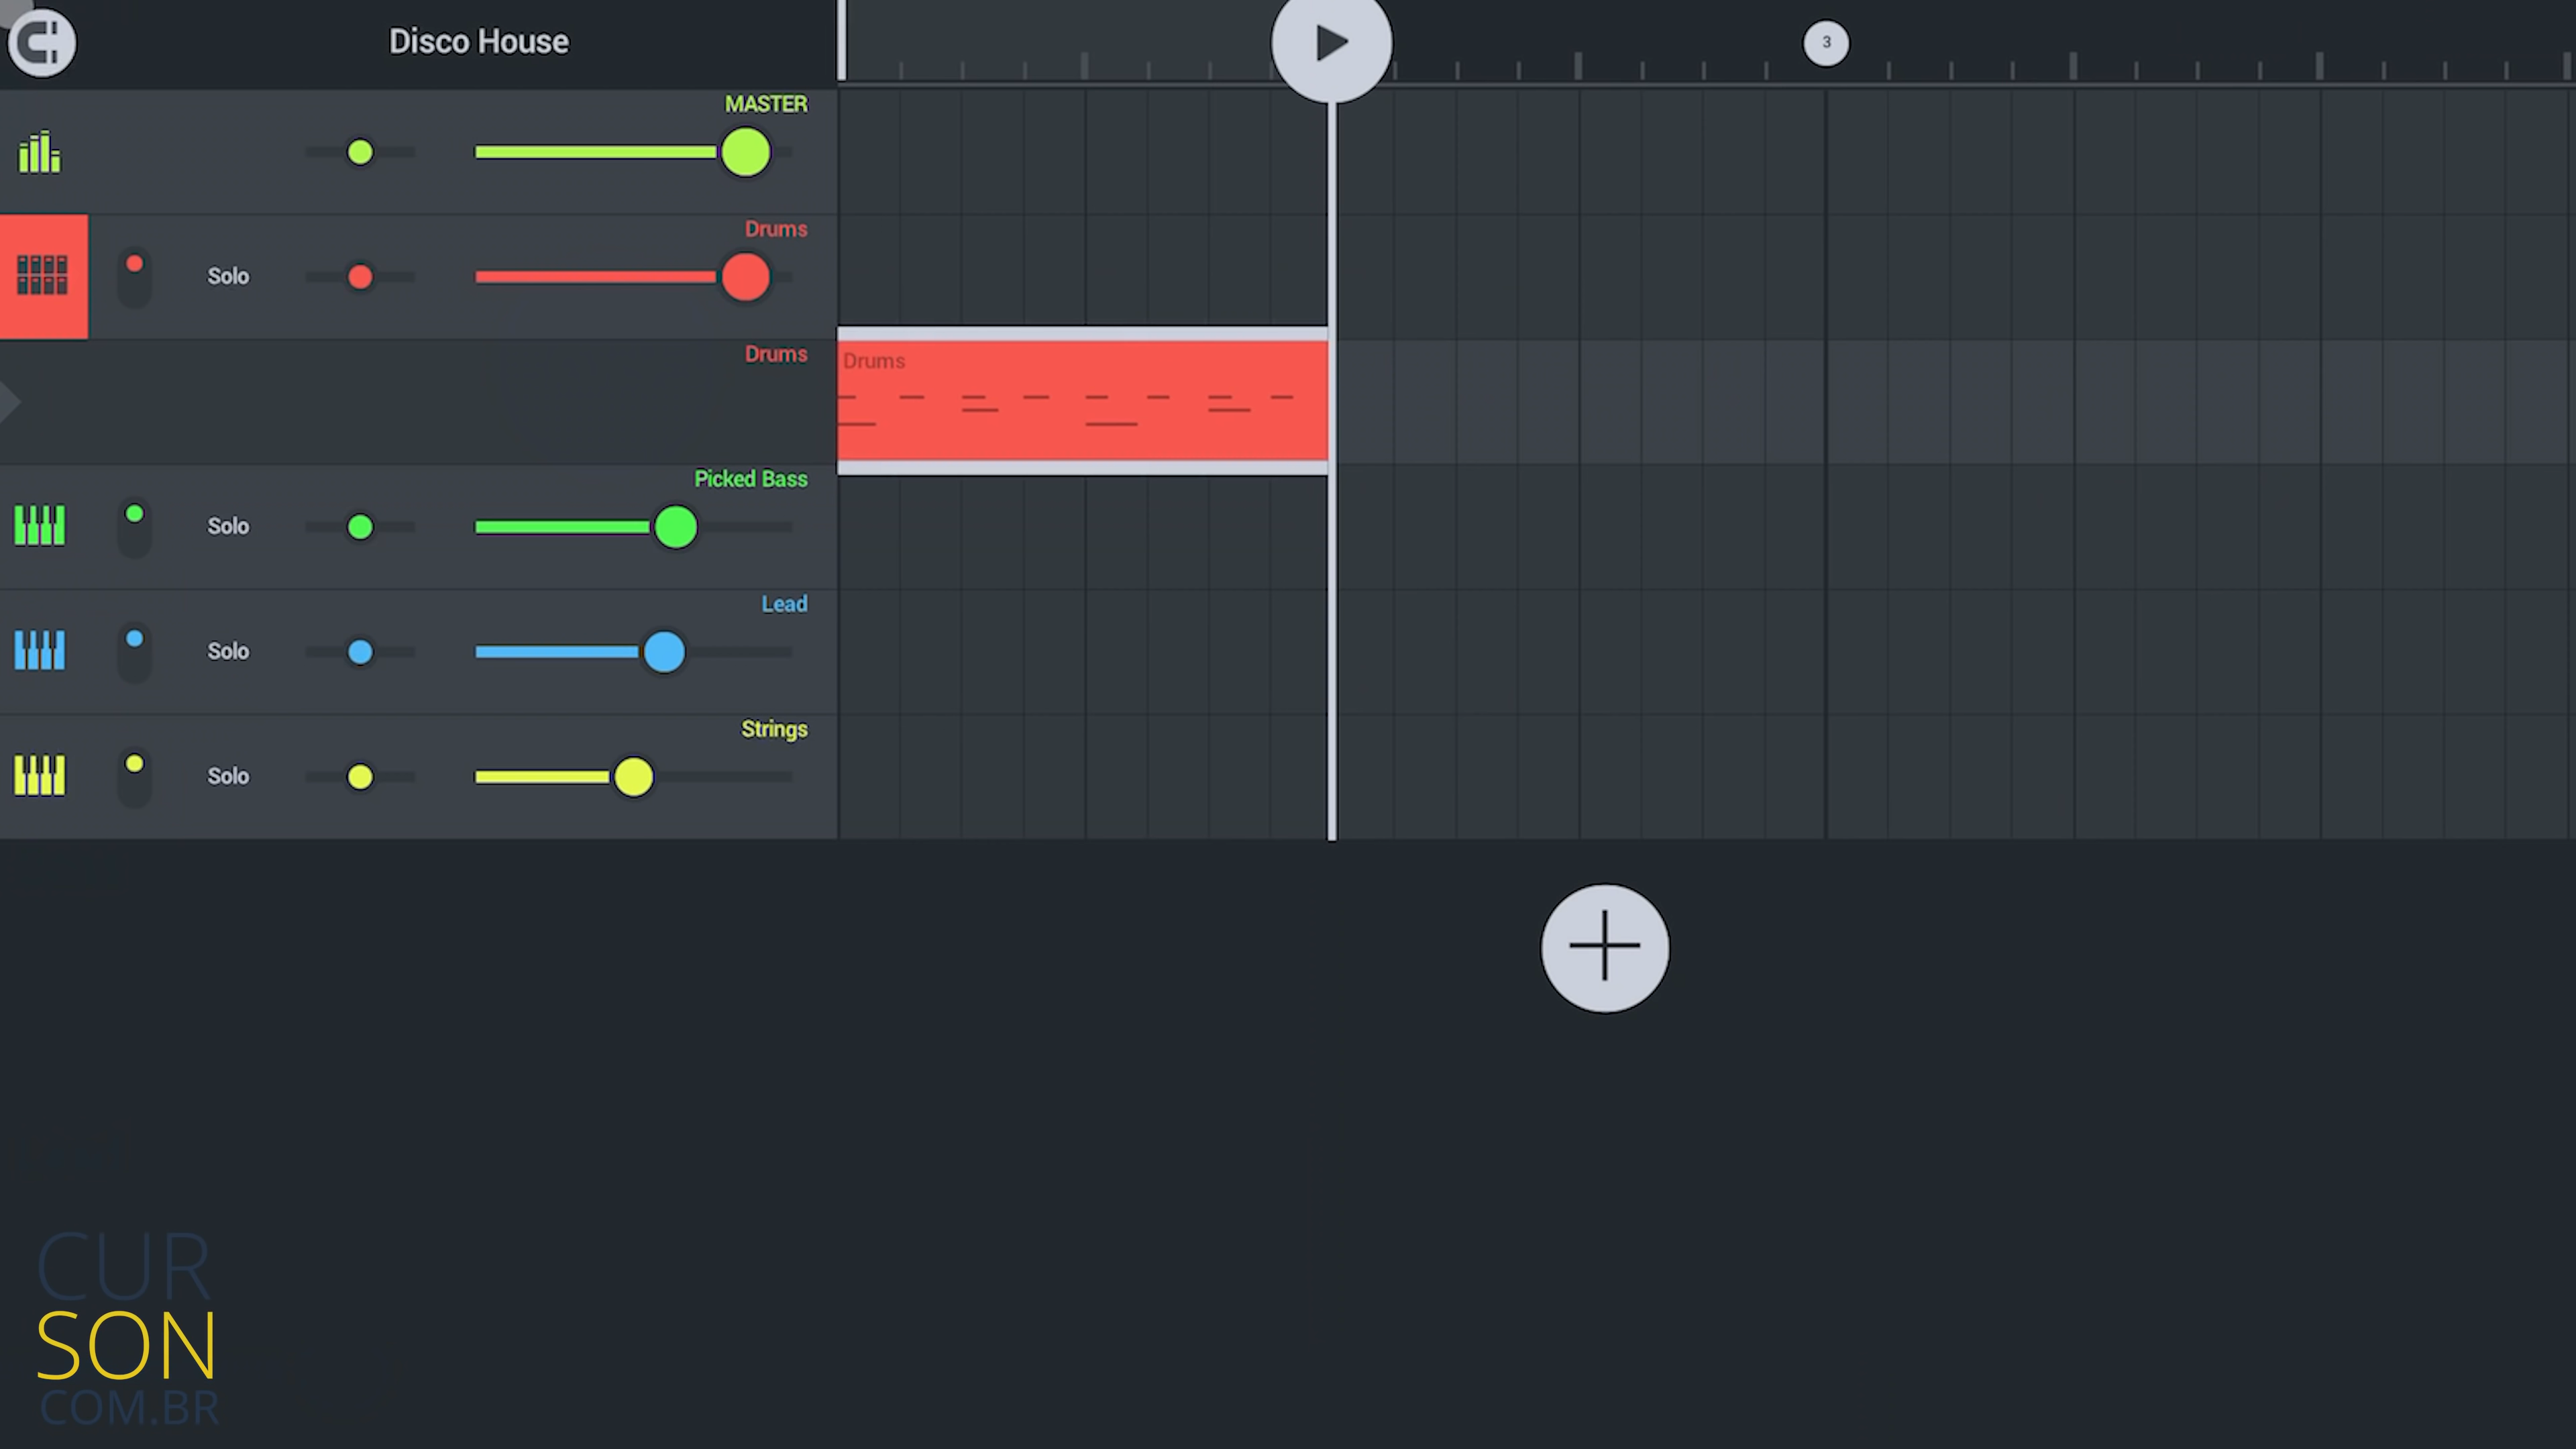 Disco House
3
MASTER
Drums
Solo
Drums
Drums
Picked Bass
Solo
Lead
Solo
Strings
Solo
CUR
SON
COM.BR